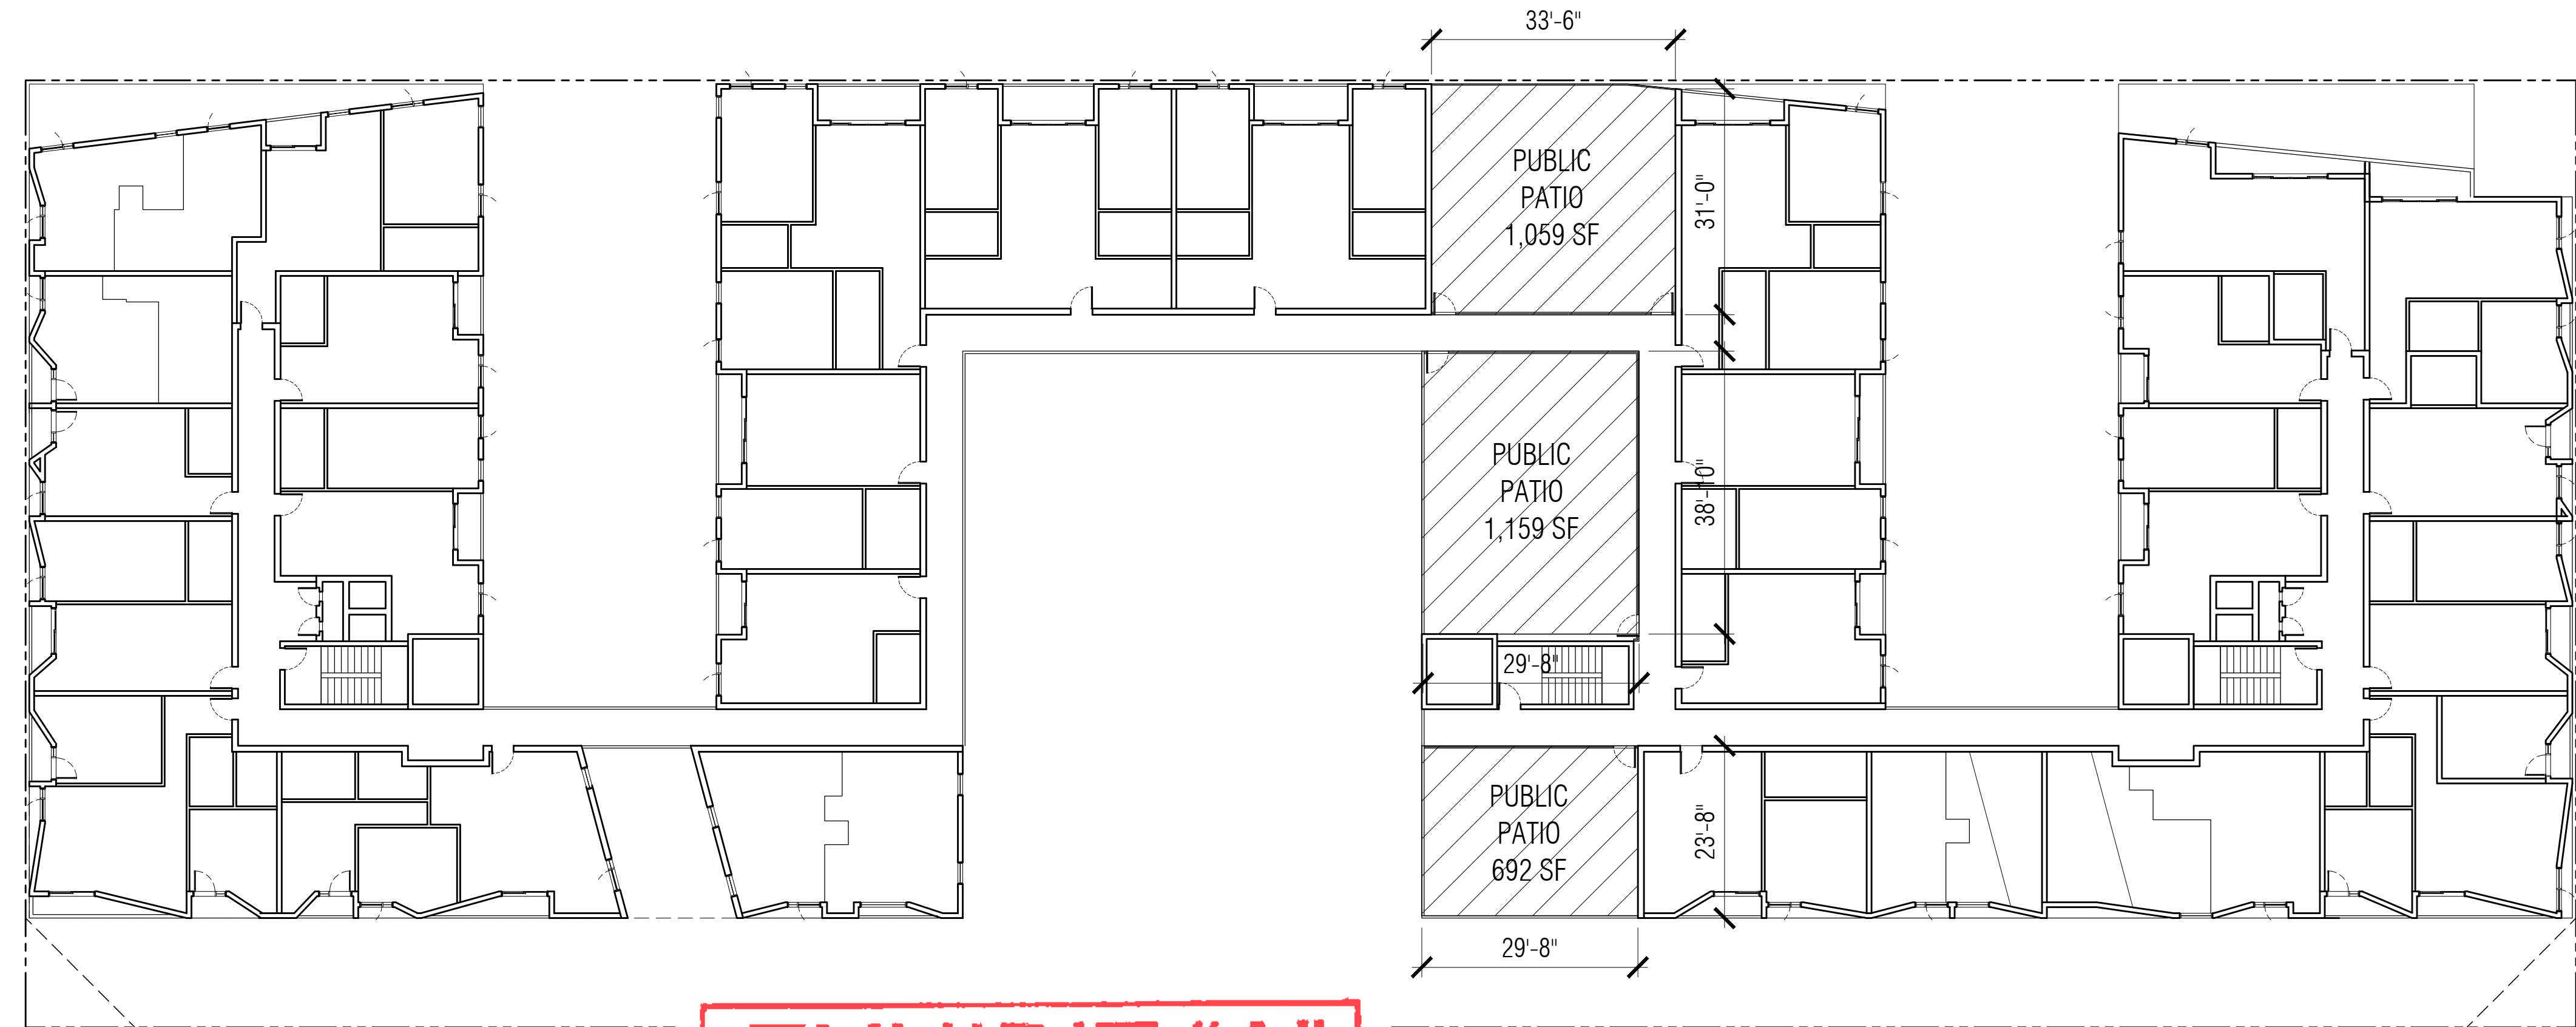 33'-6"
PUBLIC
PATIO
1,059 SF
31'-0"
PUBLIC
PATIO
1,159 SF
38'-10"
29'-8"
PUBLIC
PATIO
692 SF
23'-8"
29'-8"